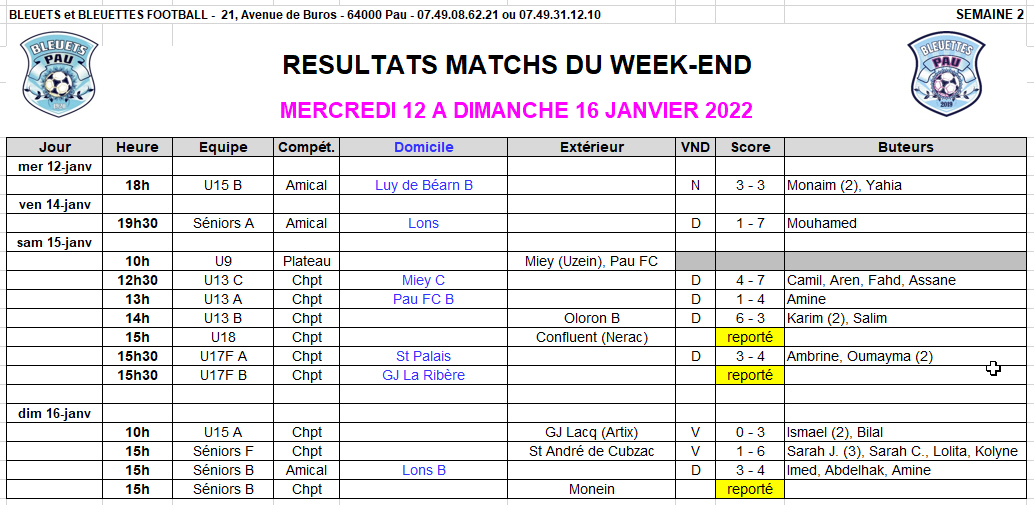 BLEUETS et BLEUETTES FOOTBALL - 21, Avenue de Buros - 64000 Pau - 07.49.08.62.21 ou 07.49.31.12.10 SEMAINE 2
BLEUETS
PAU
BLEUETTES
PAU
2019
RESULTATS MATCHS DU WEEK-END
MERCREDI 12 A DIMANCHE 16 JANVIER 2022
Jour Heure Equipe Compét. Domicile Extérieur VND Score Buteurs
mer 12-janv
18h U15 B Amical Luy de Béarn B N 3 - 3 Monaim (2), Yahia
ven 14-janv
19h30 Séniors A Amical Lons D 1 - 7 Mouhamed
sam 15-janv
10h U9 Plateau Miey (Uzein), Pau FC
12h30 U13 C Chpt Miey C D 4 - 7 Camil, Aren, Fahd, Assane
13h U13 A Chpt Pau FC B D 1 - 4 Amine
14h U13 B Chpt Oloron B D 6 - 3 Karim (2), Salim
15h U18 Chpt Confluent (Nerac) reporté
15h30 U17F A Chpt St Palais D 3 - 4 Ambrine, Oumayma (2)
15h30 U17F B Chpt GJ La Ribère reporté
dim 16-janv
10h U15 A Chpt GJ Lacq (Artix) V 0 - 3 Ismael (2), Bilal
15h Séniors F Chpt St André de Cubzac V 1 - 6 Sarah J. (3), Sarah C., Lolita, Kolyne
15h Séniors B Amical Lons B D 3 - 4 Imed, Abdelhak, Amine
15h Séniors B Chpt Monein reporté